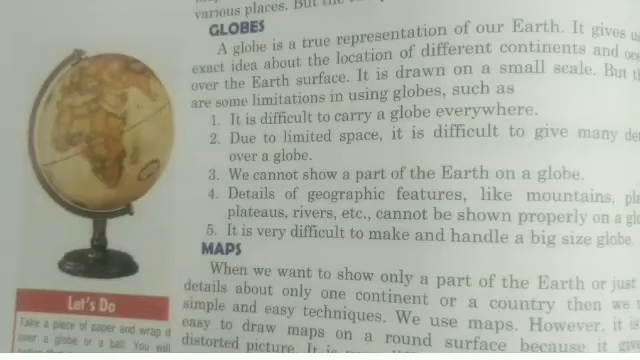 various places. But the
GLOBES
A globe is a true representation of our Earth. It gives us
exact idea about the location of different continents and
over the Earth surface. It is drawn on a small scale. But
are some limitations in using globes, such as
1. It is difficult to carry a globe everywhere.
2. Due to limited space, it is difficult to give many
over a globe.
3. We cannot show a part of the Earth on a globe.
4. Details of geographic features, like mountains,
plateaus, rivers, etc., cannot be shown properly on a
5. It is very difficult to make and handle a big size globe.
MAPS
When we want to show only a part of the Earth or just
details about only one continent or a country then we
simple and easy techniques. We use maps. However, it is
easy to draw maps on a round surface because it
distorted picture. It is
Let's Do
Take a piece of paper and wrap it
over a globe or a ball. You will